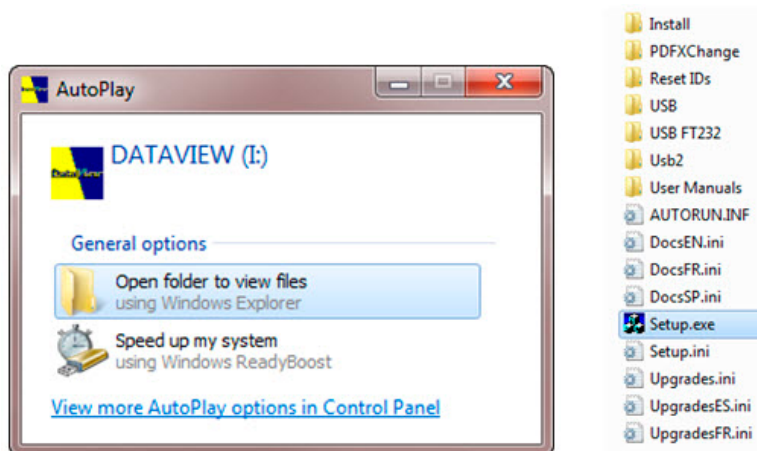 AutoPlay
DataView
DATAVIEW (I:)
General options
Open folder to view files
using Windows Explorer
Speed up my system
using Windows ReadyBoost
View more AutoPlay options in Control Panel
Install
PDFXChange
Reset IDs
USB
USB FT232
Usb2
User Manuals
AUTORUN.INF
DocsEN.ini
DocsFR.ini
DocsSP.ini
Setup.exe
Setup.ini
Upgrades.ini
UpgradesES.ini
UpgradesFR.ini